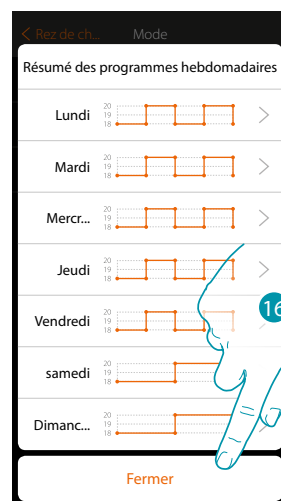 < Rez de ch... Mode
Résumé des programmes hebdomadaires
Lundi 20 19 18
Mardi 20 19 18
Mercr... 20 19 18
Jeudi 20 19 18
Vendredi 20 19 18
16
samedi 20 19 18
Dimanc... 20 19 18
Fermer